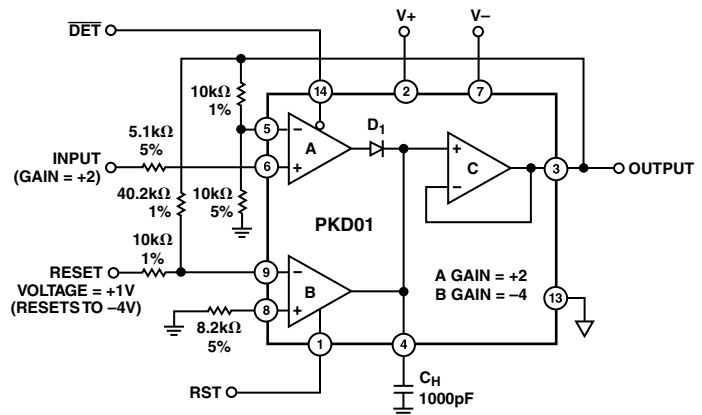 DET
V+
V–
10kΩ
1%
14
2
7
5.1kΩ
5%
5
–
A
D1
+
C
–
3
OUTPUT
INPUT
(GAIN = +2)
6
+
40.2kΩ
1%
10kΩ
5%
PKD01
10kΩ
1%
RESET
VOLTAGE = +1V
(RESETS TO –4V)
9
–
B
A GAIN = +2
B GAIN = –4
13
8
+
8.2kΩ
5%
1
4
RST
CH
1000pF